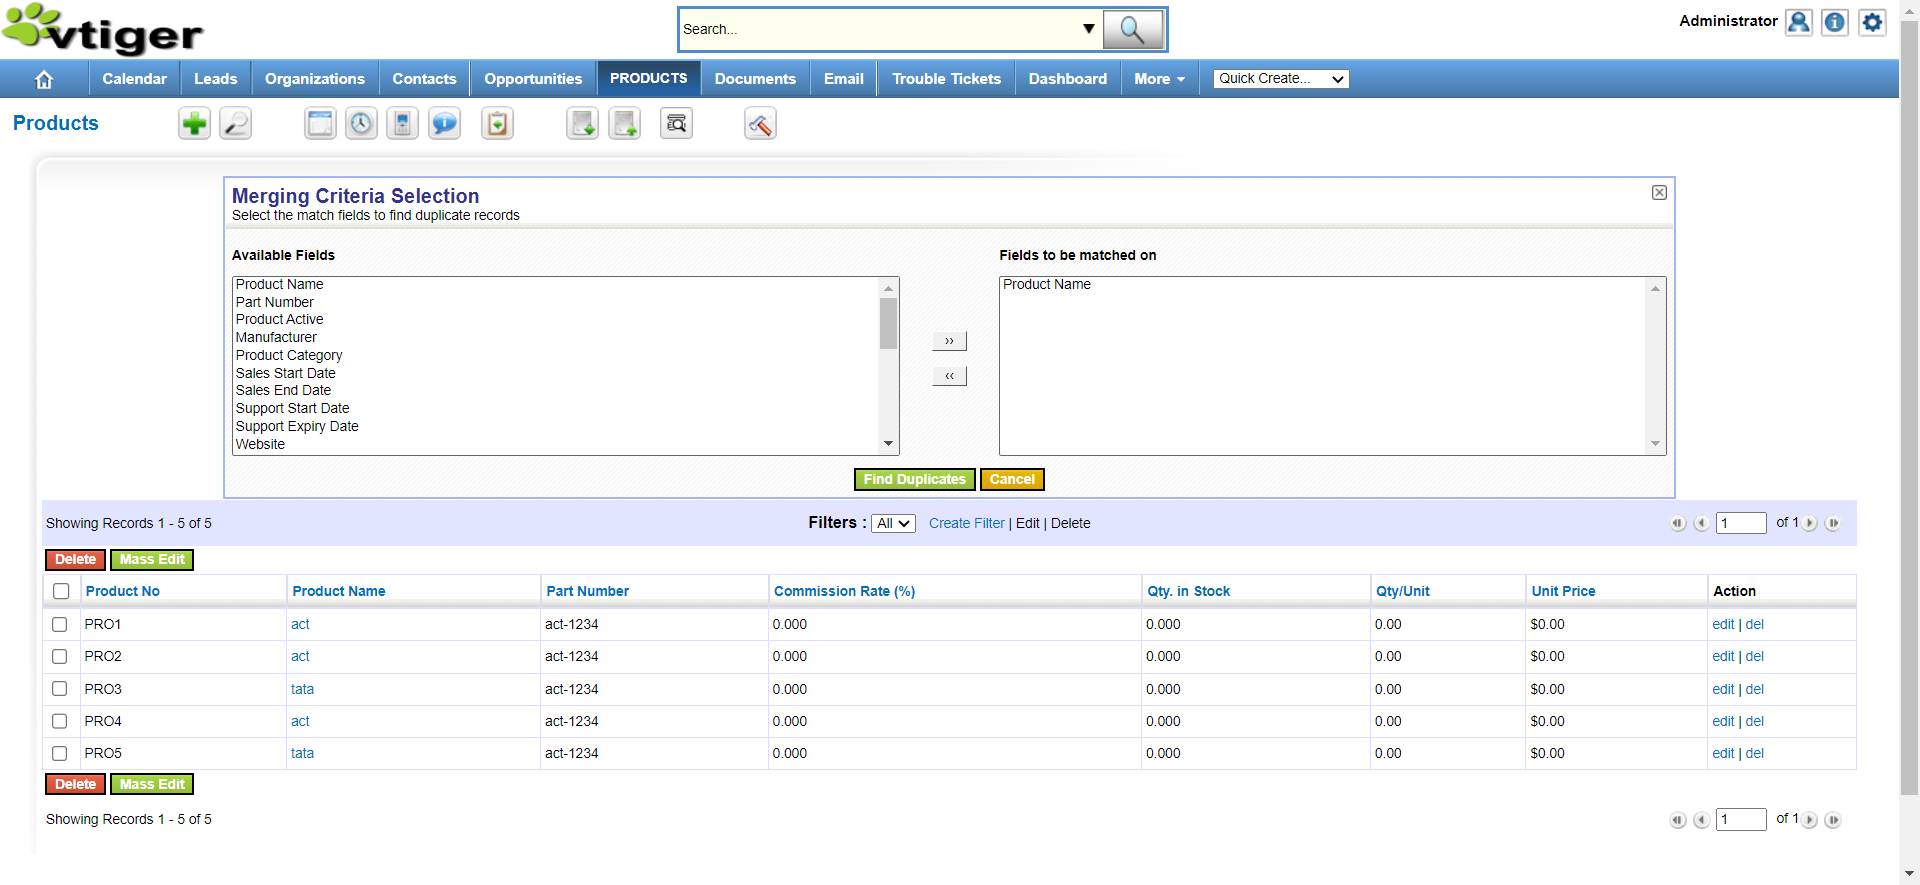 vtiger
Search...
Administrator
Calendar Leads Organizations Contacts Opportunities PRODUCTS Documents Email Trouble Tickets Dashboard More Quick Create...
Products
Merging Criteria Selection
Select the match fields to find duplicate records
Available Fields Fields to be matched on
Product Name Product Name
Part Number
Product Active
Manufacturer
Product Category
Sales Start Date
Sales End Date
Support Start Date
Support Expiry Date
Website
››
‹‹
Find Duplicates Cancel
Showing Records 1 - 5 of 5 Filters : All Create Filter | Edit | Delete 1 of 1
Delete Mass Edit
Product No Product Name Part Number Commission Rate (%) Qty. in Stock Qty/Unit Unit Price Action
PRO1 act act-1234 0.000 0.000 0.00 $0.00 edit | del
PRO2 act act-1234 0.000 0.000 0.00 $0.00 edit | del
PRO3 tata act-1234 0.000 0.000 0.00 $0.00 edit | del
PRO4 act act-1234 0.000 0.000 0.00 $0.00 edit | del
PRO5 tata act-1234 0.000 0.000 0.00 $0.00 edit | del
Delete Mass Edit
Showing Records 1 - 5 of 5 1 of 1